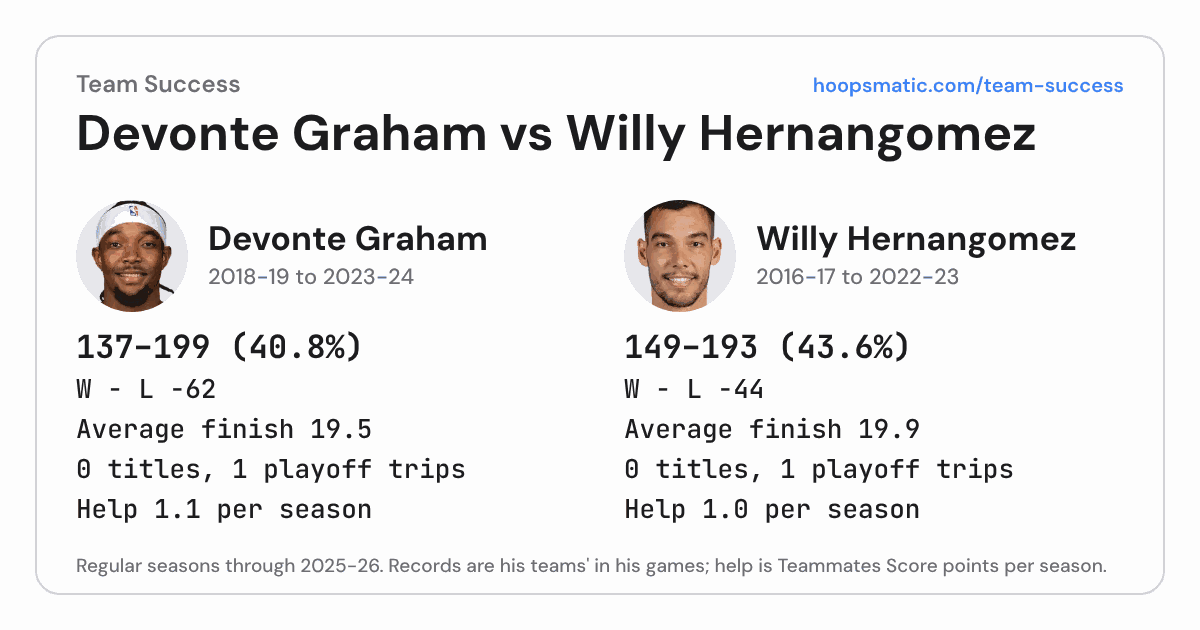 Team Success
hoopsmatic.com/team-success
Devonte Graham vs Willy Hernangomez
Devonte Graham
2018-19 to 2023-24
137-199 (40.8%)
W - L -62
Average finish 19.5
0 titles, 1 playoff trips
Help 1.1 per season
Willy Hernangomez
2016-17 to 2022-23
149-193 (43.6%)
W - L -44
Average finish 19.9
0 titles, 1 playoff trips
Help 1.0 per season
Regular seasons through 2025-26. Records are his teams' in his games; help is Teammates Score points per season.